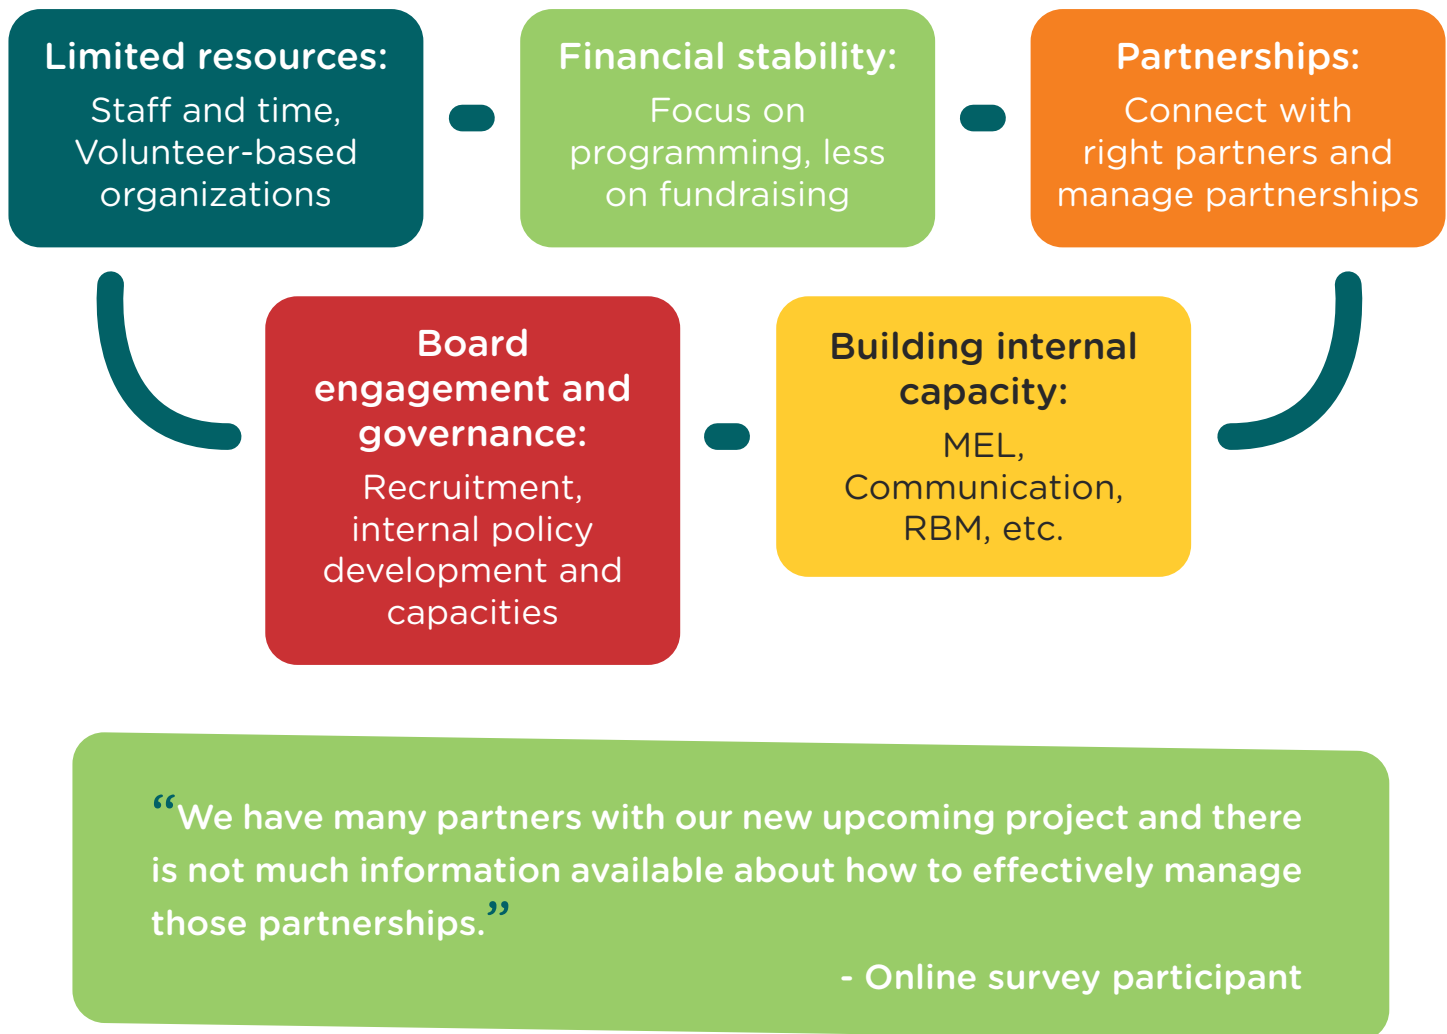 Limited resources:
Staff and time,
Volunteer-based
organizations
Financial stability:
Focus on
programming, less
on fundraising
Partnerships:
Connect with
right partners and
manage partnerships
Board
engagement and
governance:
Recruitment,
internal policy
development and
capacities
Building internal
capacity:
MEL,
Communication,
RBM, etc.
“We have many partners with our new upcoming project and there
is not much information available about how to effectively manage
those partnerships.”
- Online survey participant